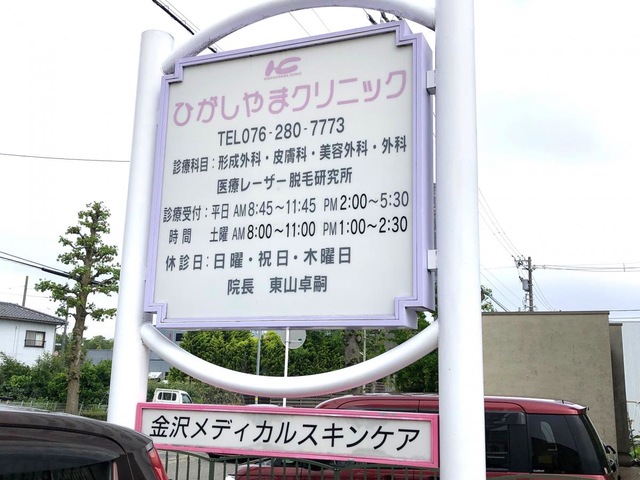 ひがしやまクリニック
TEL076-280-7773
診療科目：形成外科・皮膚科・美容外科・外科
医療レーザー脱毛研究所
診療受付：平日 AM8:45～11:45 PM2:00～5:30
時間 土曜 AM8:00～11:00 PM1:00～2:30
休診日：日曜・祝日・木曜日
院長 東山卓嗣
金沢メディカルスキンケア